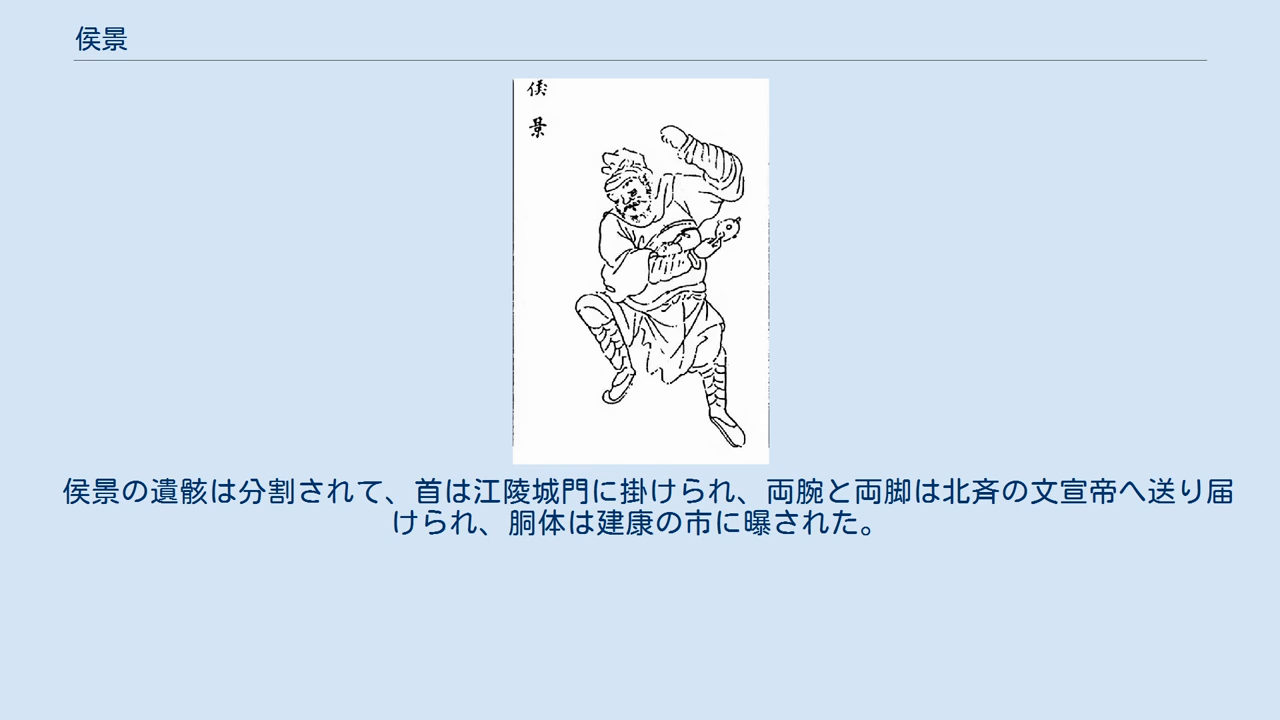 侯景
侯
景
侯景の遺骸は分割されて、首は江陵城門に掛けられ、両腕と両脚は北斉の文宣帝へ送り届
けられ、胴体は建康の市に曝された。